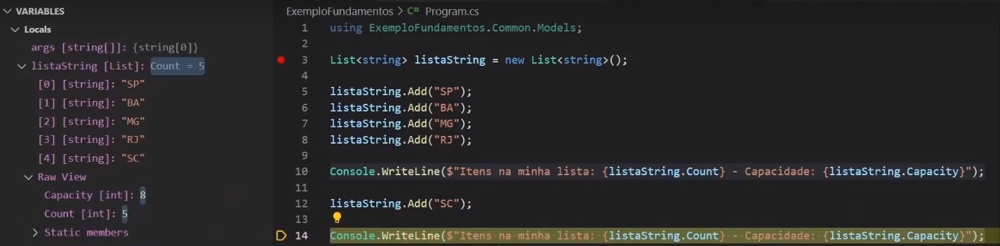 VARIABLES
Locals
args [string[]]: {string[0]}
listaString [List]: Count = 5
[0] [string]: "SP"
[1] [string]: "BA"
[2] [string]: "MG"
[3] [string]: "RJ"
[4] [string]: "SC"
Raw View
Capacity [int]: 8
Count [int]: 5
Static members
ExemploFundamentos > C# Program.cs
1 using ExemploFundamentos.Common.Models;
2
3 List<string> listaString = new List<string>();
4
5 listaString.Add("SP");
6 listaString.Add("BA");
7 listaString.Add("MG");
8 listaString.Add("RJ");
9
10 Console.WriteLine($"Itens na minha lista: {listaString.Count} - Capacidade: {listaString.Capacity}");
11
12 listaString.Add("SC");
13
14 Console.WriteLine($"Itens na minha lista: {listaString.Count} - Capacidade: {listaString.Capacity}");